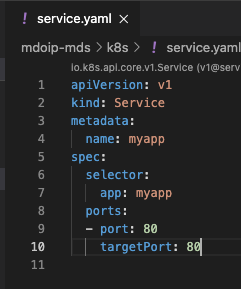 ! service.yaml ×
mdoip-mds > k8s > ! service.yaml
io.k8s.api.core.v1.Service (v1@serv
1 apiVersion: v1
2 kind: Service
3 metadata:
4   name: myapp
5 spec:
6   selector:
7     app: myapp
8   ports:
9   - port: 80
10     targetPort: 80
11